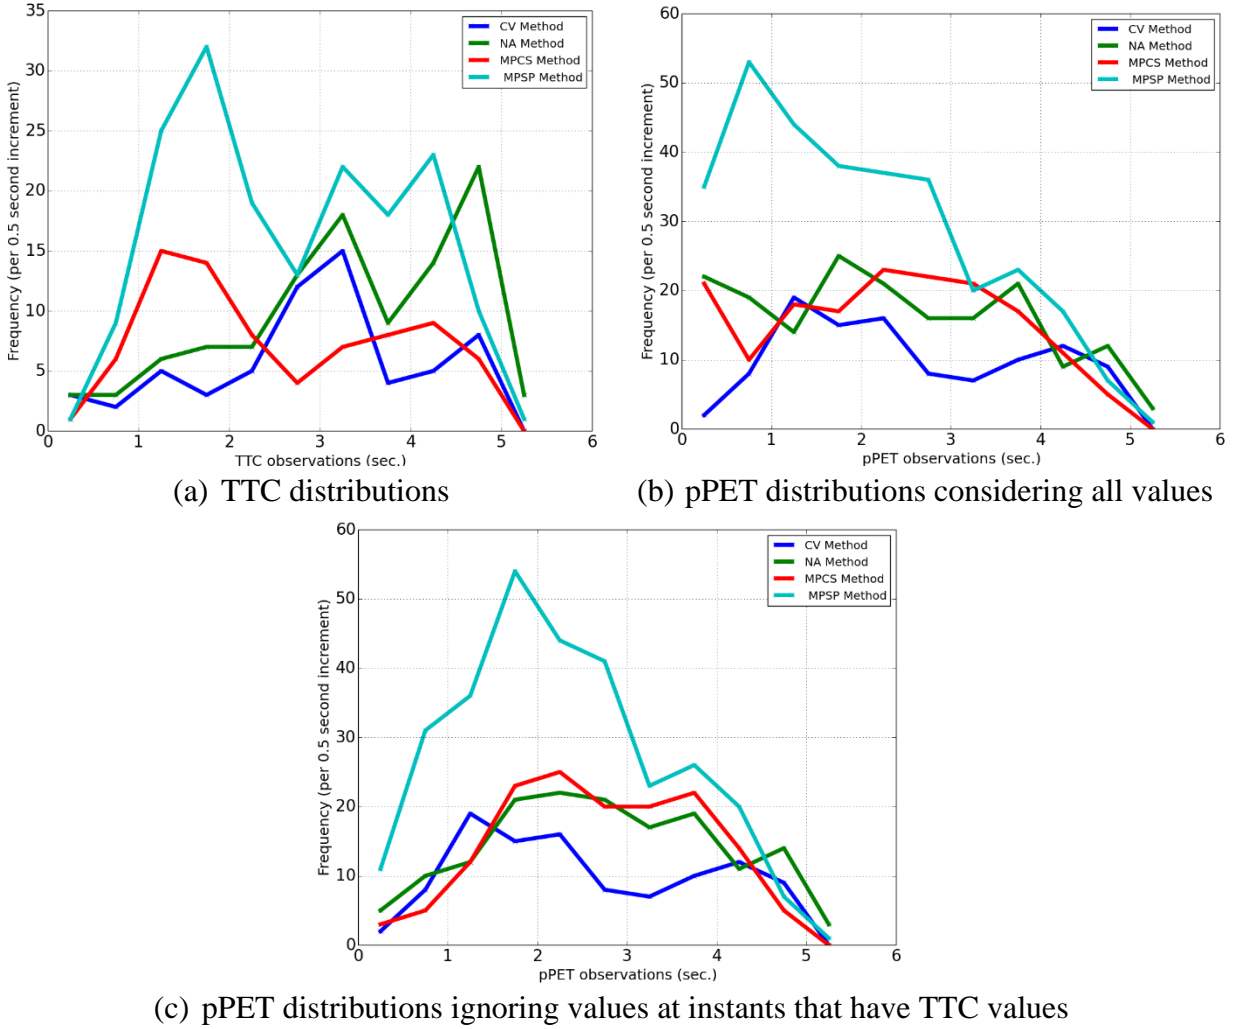 35
30
25
20
15
10
5
0
Frequency (per 0.5 second increment)
CV Method
NA Method
MPCS Method
MPSP Method
0 1 2 3 4 5 6
TTC observations (sec.)
(a) TTC distributions
60
50
40
30
20
10
0
Frequency (per 0.5 second increment)
CV Method
NA Method
MPCS Method
MPSP Method
0 1 2 3 4 5 6
pPET observations (sec.)
(b) pPET distributions considering all values
60
50
40
30
20
10
0
Frequency (per 0.5 second increment)
CV Method
NA Method
MPCS Method
MPSP Method
0 1 2 3 4 5 6
pPET observations (sec.)
(c) pPET distributions ignoring values at instants that have TTC values